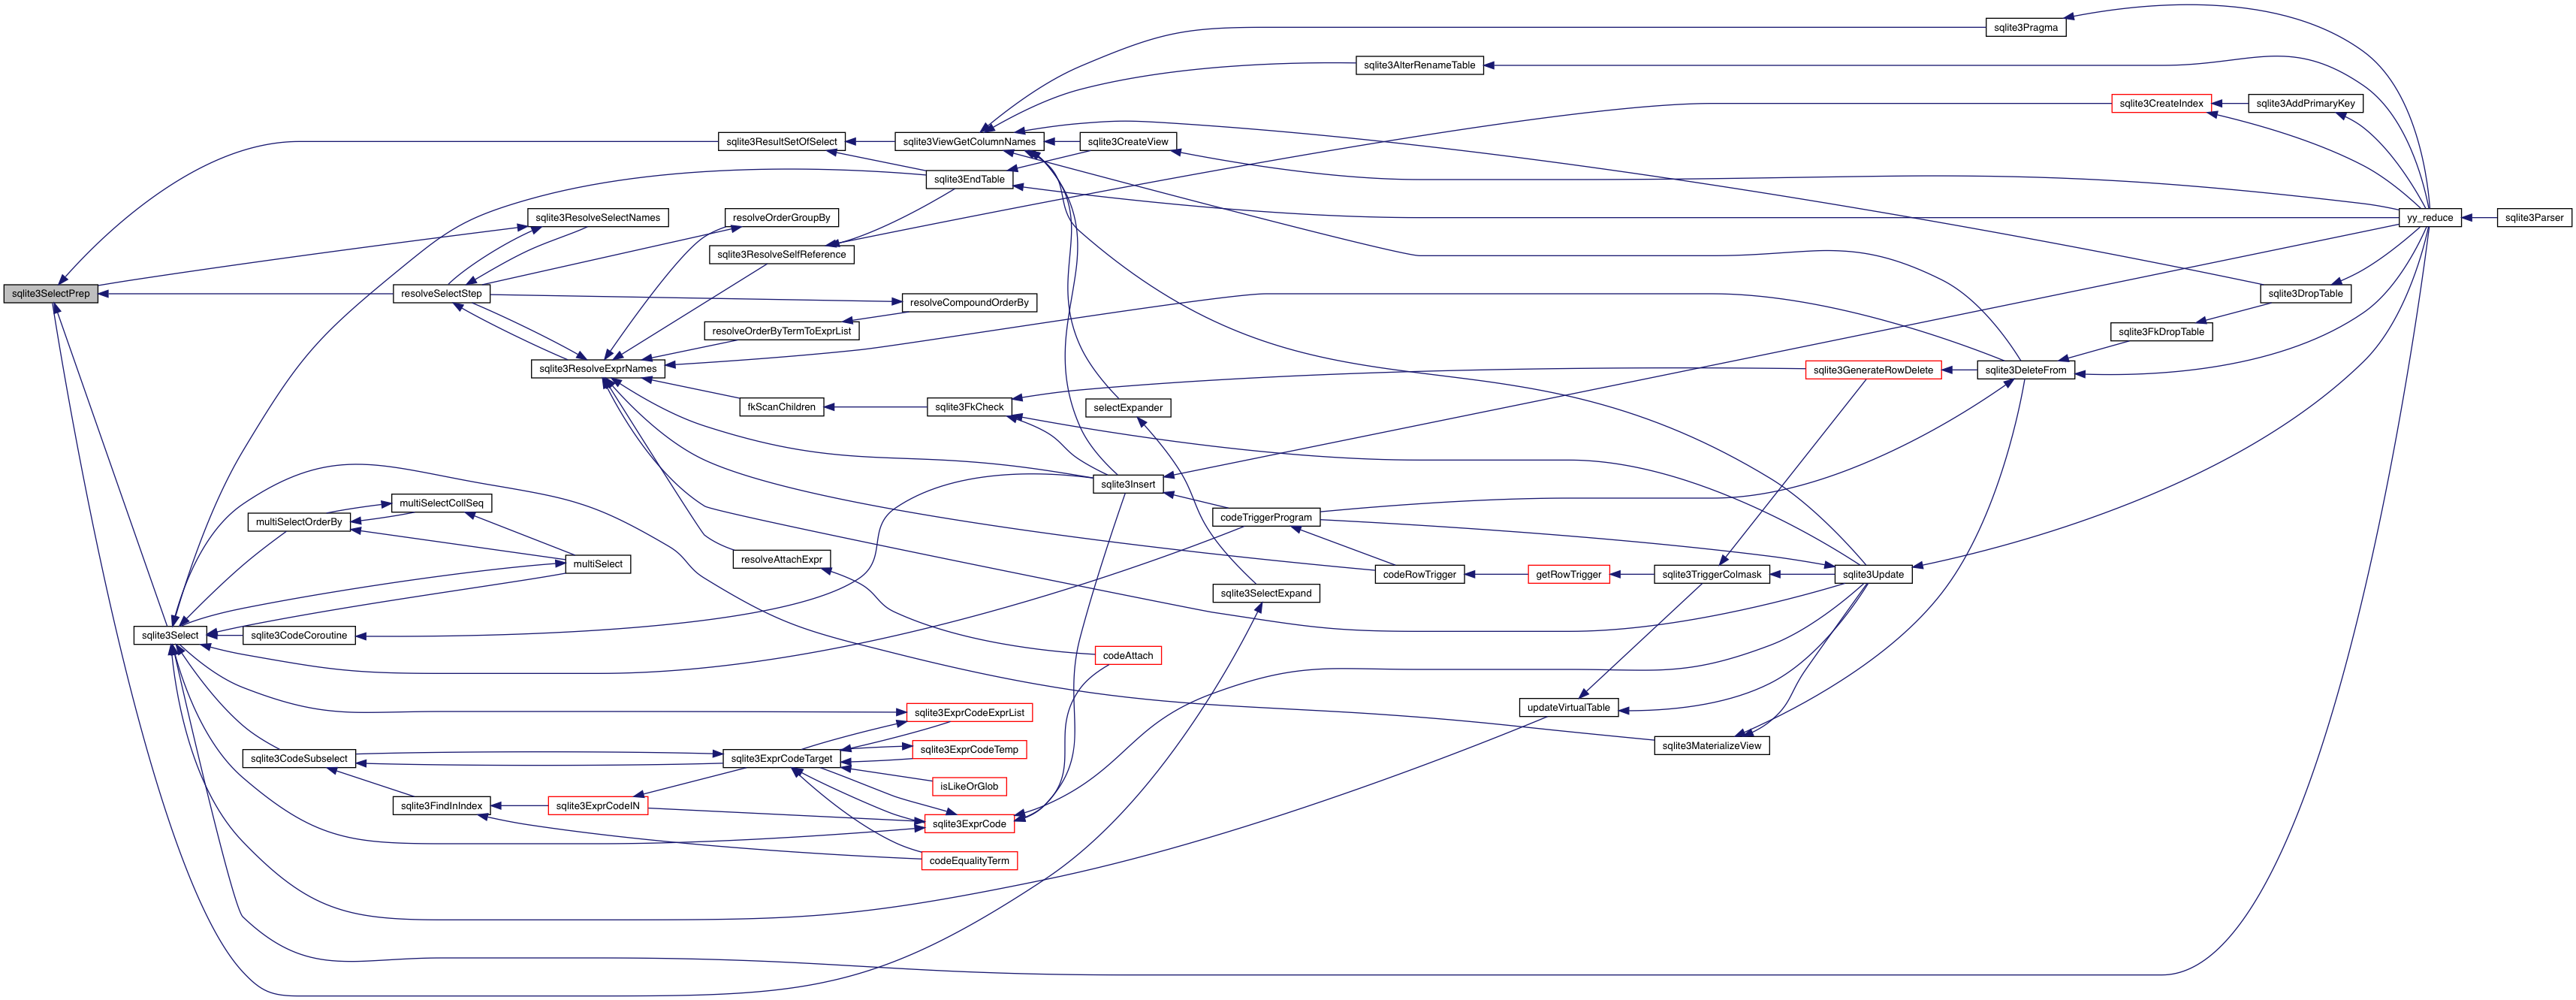 sqlite3Pragma
sqlite3AlterRenameTable
sqlite3CreateIndex
sqlite3AddPrimaryKey
sqlite3ResultSetOfSelect
sqlite3ViewGetColumnNames
sqlite3CreateView
sqlite3EndTable
sqlite3ResolveSelectNames
resolveOrderGroupBy
yy_reduce
sqlite3Parser
sqlite3ResolveSelfReference
sqlite3SelectPrep
resolveSelectStep
resolveCompoundOrderBy
sqlite3DropTable
resolveOrderByTermToExprList
sqlite3FkDropTable
sqlite3ResolveExprNames
sqlite3GenerateRowDelete
sqlite3DeleteFrom
fkScanChildren
sqlite3FkCheck
selectExpander
sqlite3Insert
multiSelectCollSeq
multiSelectOrderBy
codeTriggerProgram
resolveAttachExpr
multiSelect
codeRowTrigger
getRowTrigger
sqlite3TriggerColmask
sqlite3Update
sqlite3SelectExpand
sqlite3Select
sqlite3CodeCoroutine
codeAttach
sqlite3ExprCodeExprList
updateVirtualTable
sqlite3MaterializeView
sqlite3CodeSubselect
sqlite3ExprCodeTarget
sqlite3ExprCodeTemp
isLikeOrGlob
sqlite3FindInIndex
sqlite3ExprCodeIN
sqlite3ExprCode
codeEqualityTerm